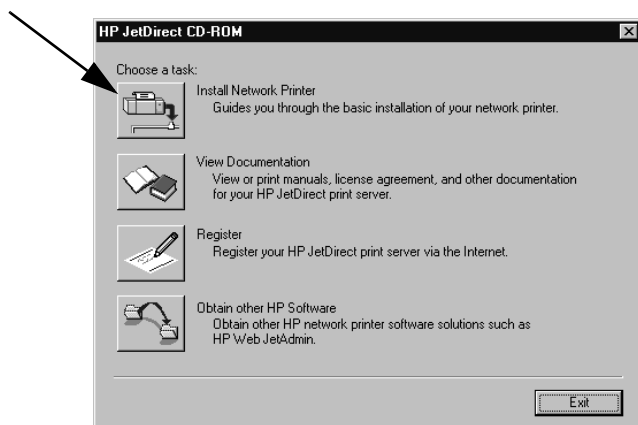 HP JetDirect CD-ROM
Choose a task:
Install Network Printer
Guides you through the basic installation of your network printer.
View Documentation
View or print manuals, license agreement, and other documentation
for your HP JetDirect print server.
Register
Register your HP JetDirect print server via the Internet.
Obtain other HP Software
Obtain other HP network printer software solutions such as
HP Web JetAdmin.
Exit